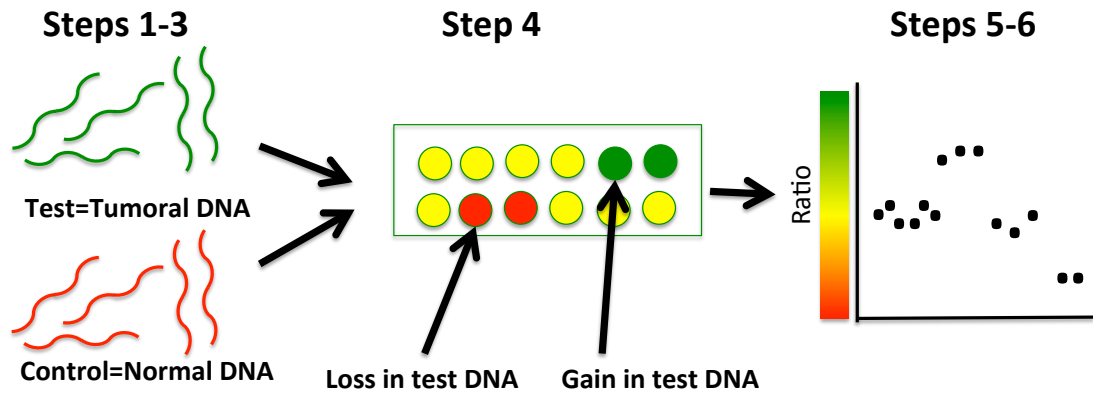 Steps 1-3
Step 4
Steps 5-6
Test=Tumoral DNA
Control=Normal DNA
Loss in test DNA
Gain in test DNA
Ratio